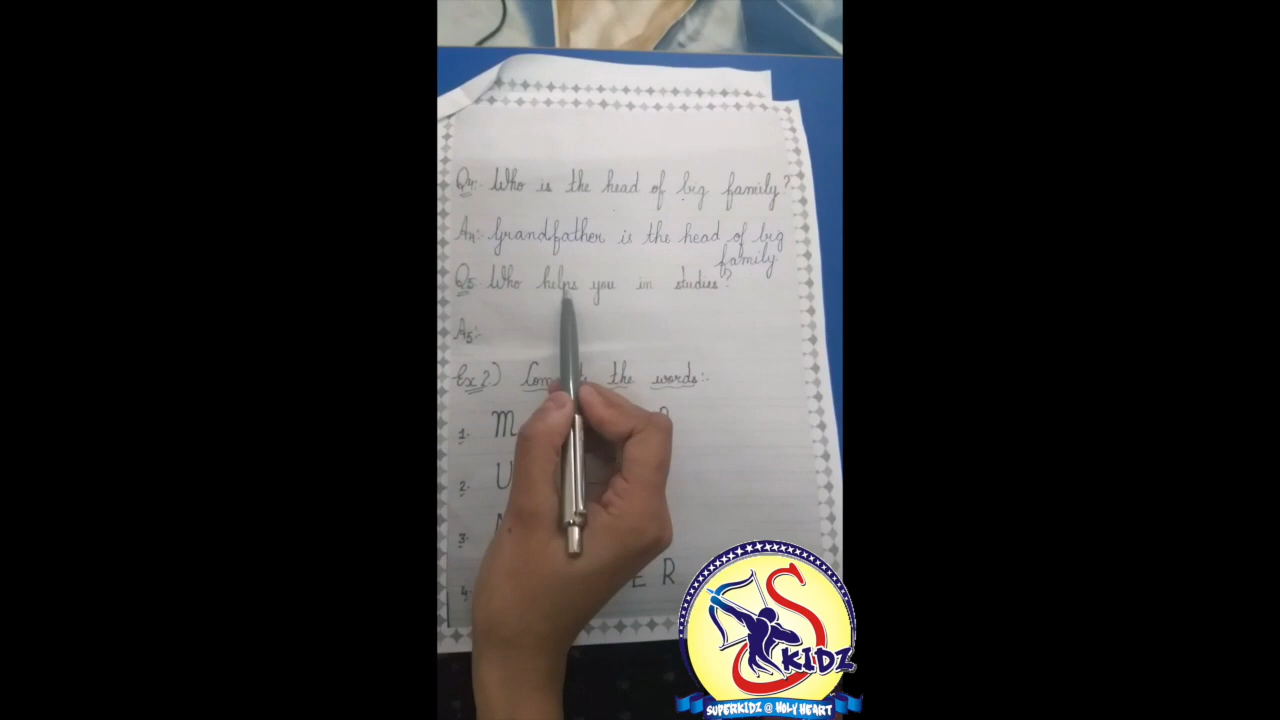 Q4:- Who is the head of big family?
A4:- Grandfather is the head of big
family.
Q5. Who helps you in studies?
A5:-
Ex 2.) the words:-
1. M
2. U
3.
4. E R
S
KIDZ
SUPERKIDZ @ HOLY HEART